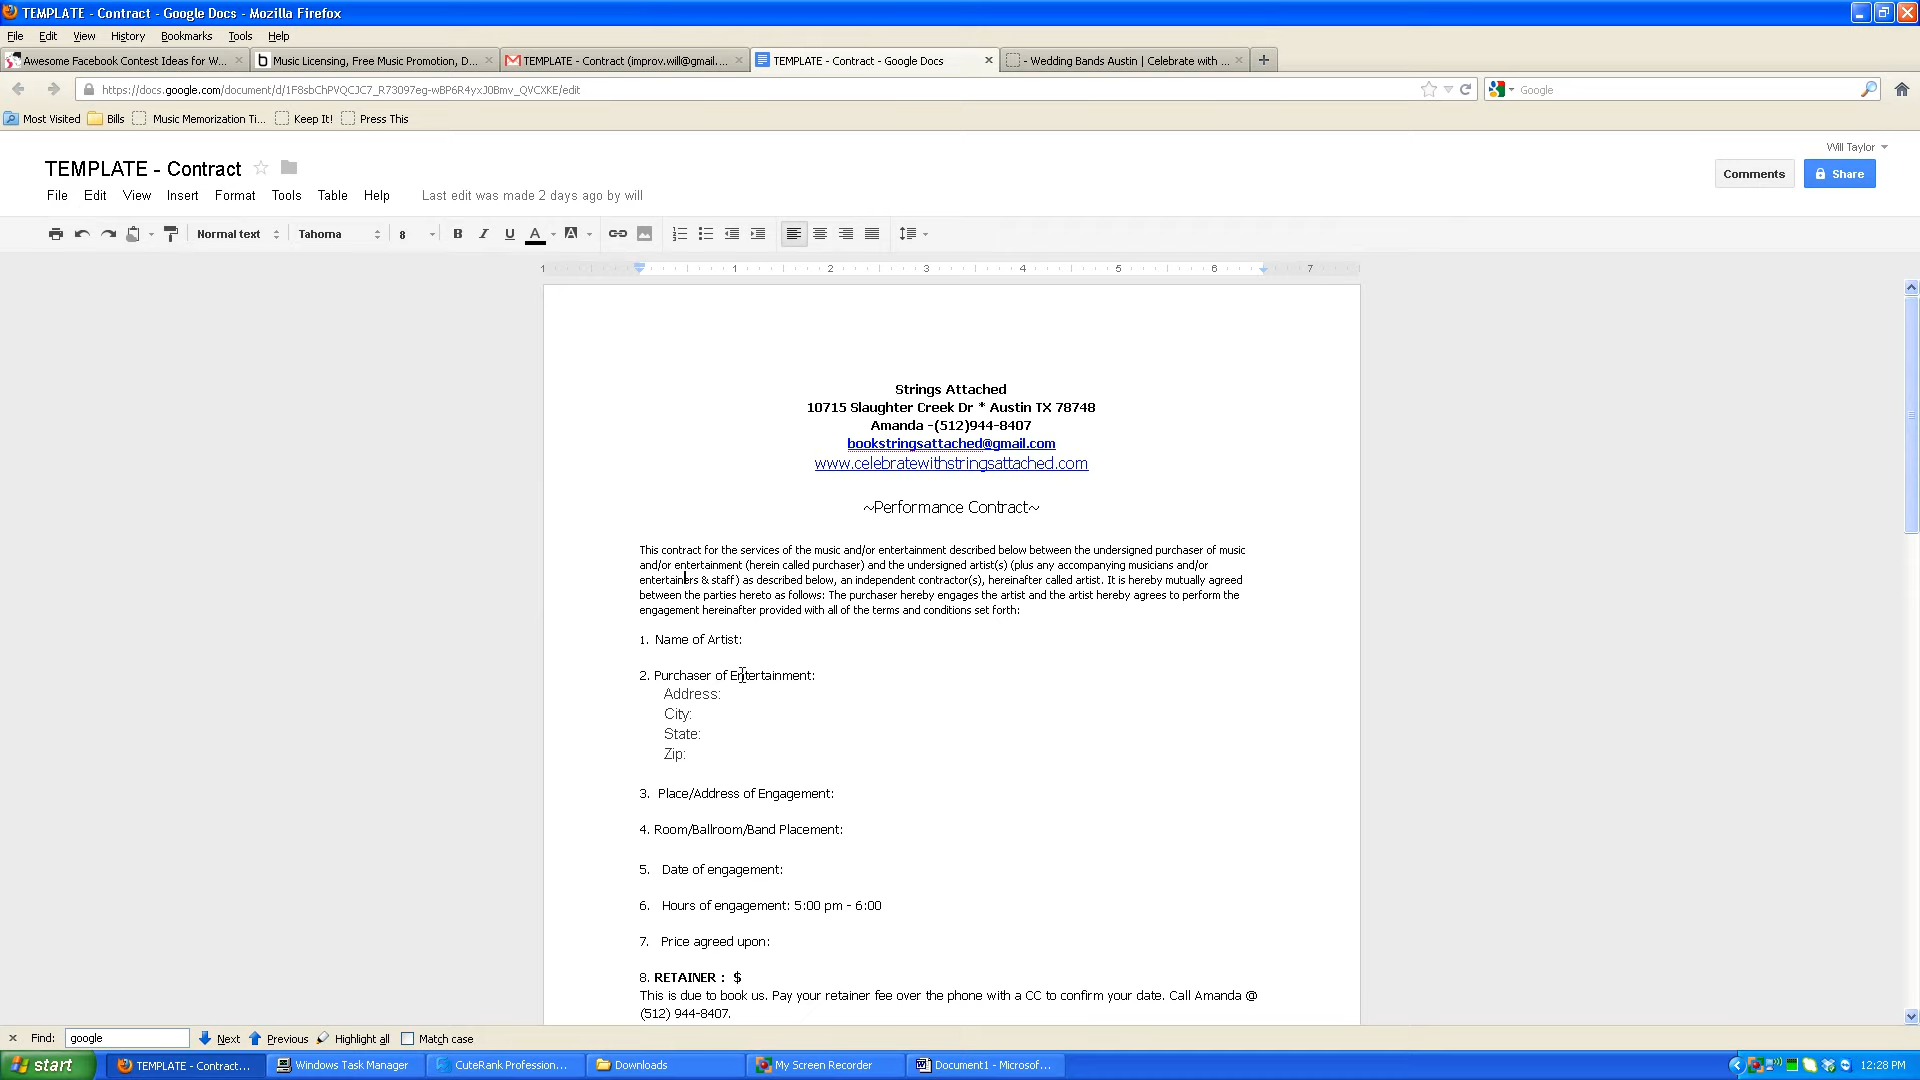 TEMPLATE - Contract - Google Docs - Mozilla Firefox
File Edit View History Bookmarks Tools Help
Awesome Facebook Contest Ideas for W...
Music Licensing, Free Music Promotion, D...
TEMPLATE - Contract (improv.will@gmail....
TEMPLATE - Contract - Google Docs
- Wedding Bands Austin | Celebrate with ...
https://docs.google.com/document/d/1F8sbChPVQCJC7_R73097eg-wBP6R4yxJ0Bmv_QVCXKE/edit
Google
Most Visited Bills Music Memorization Ti... Keep It! Press This
Will Taylor
TEMPLATE - Contract
Comments Share
File Edit View Insert Format Tools Table Help Last edit was made 2 days ago by will
Normal text Tahoma 8 B I U A A
1 1 2 3 4 5 6 7
Strings Attached
10715 Slaughter Creek Dr * Austin TX 78748
Amanda -(512)944-8407
bookstringsattached@gmail.com
www.celebratewithstringsattached.com
~Performance Contract~
This contract for the services of the music and/or entertainment described below between the undersigned purchaser of music
and/or entertainment (herein called purchaser) and the undersigned artist(s) (plus any accompanying musicians and/or
entertainers & staff) as described below, an independent contractor(s), hereinafter called artist. It is hereby mutually agreed
between the parties hereto as follows: The purchaser hereby engages the artist and the artist hereby agrees to perform the
engagement hereinafter provided with all of the terms and conditions set forth:
1. Name of Artist:
2. Purchaser of Entertainment:
Address:
City:
State:
Zip:
3. Place/Address of Engagement:
4. Room/Ballroom/Band Placement:
5. Date of engagement:
6. Hours of engagement: 5:00 pm - 6:00
7. Price agreed upon:
8. RETAINER : $
This is due to book us. Pay your retainer fee over the phone with a CC to confirm your date. Call Amanda @
(512) 944-8407.
Find: google Next Previous Highlight all Match case
start TEMPLATE - Contract... Windows Task Manager CuteRank Profession... Downloads My Screen Recorder Document1 - Microsof... 12:28 PM